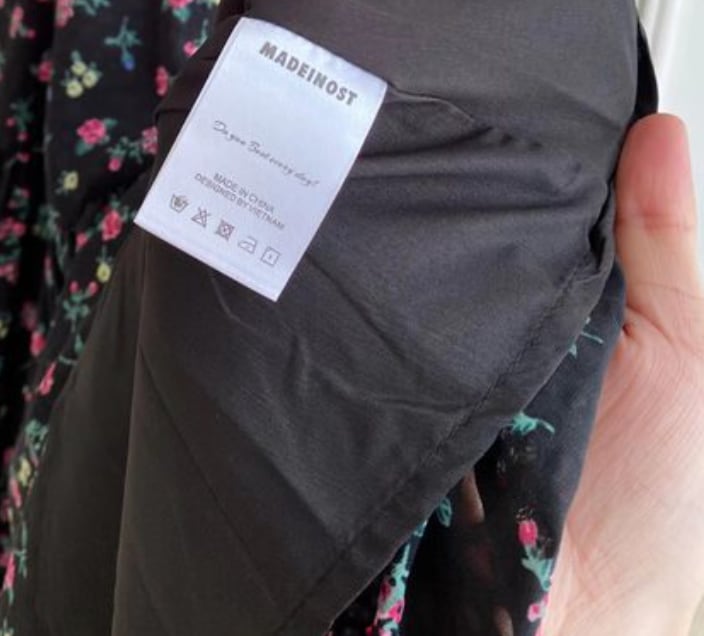 MADEINOST
Do you Best every day!
MADE IN CHINA
DESIGNED BY VIETNAM